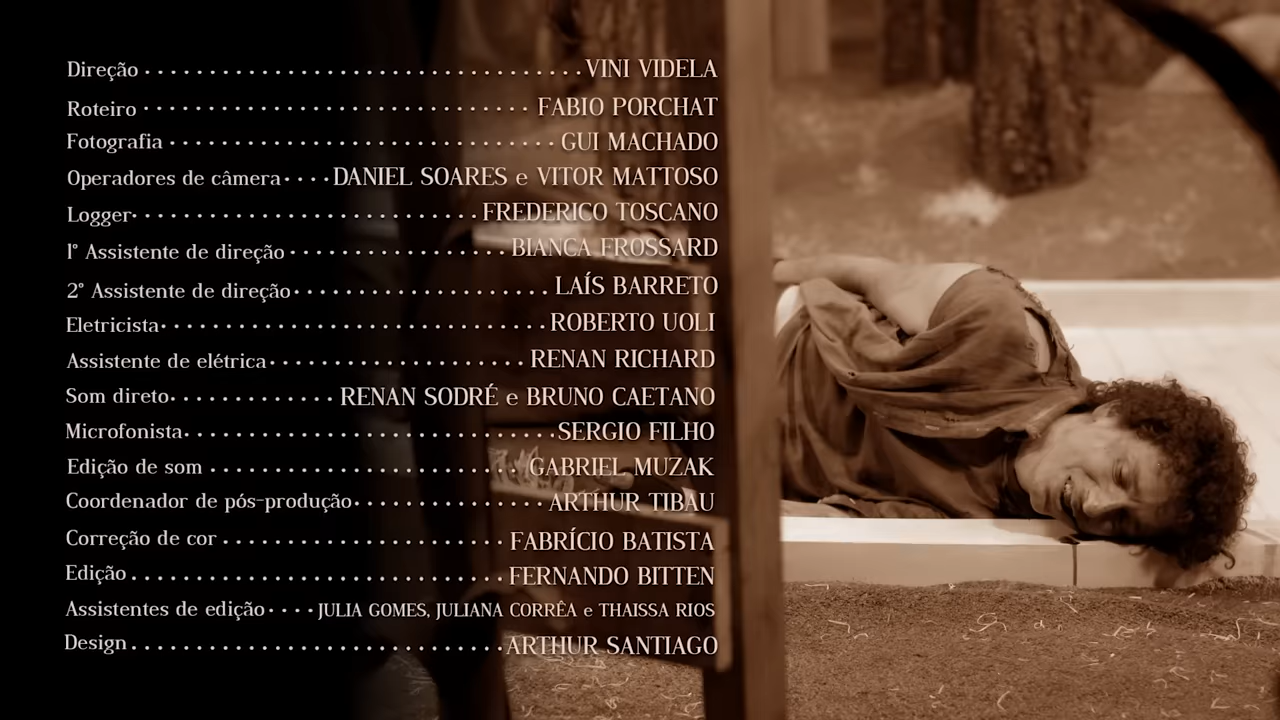 Direção VINI VIDELA
Roteiro FABIO PORCHAT
Fotografia GUI MACHADO
Operadores de câmera DANIEL SOARES e VITOR MATTOSO
Logger FREDERICO TOSCANO
1º Assistente de direção BIANCA FROSSARD
2º Assistente de direção LAÍS BARRETO
Eletricista ROBERTO UOLI
Assistente de elétrica RENAN RICHARD
Som direto RENAN SODRÉ e BRUNO CAETANO
Microfonista SERGIO FILHO
Edição de som GABRIEL MUZAK
Coordenador de pós-produção ARTHUR TIBAU
Correção de cor FABRÍCIO BATISTA
Edição FERNANDO BITTEN
Assistentes de edição JULIA GOMES, JULIANA CORRÊA e THAISSA RIOS
Design ARTHUR SANTIAGO